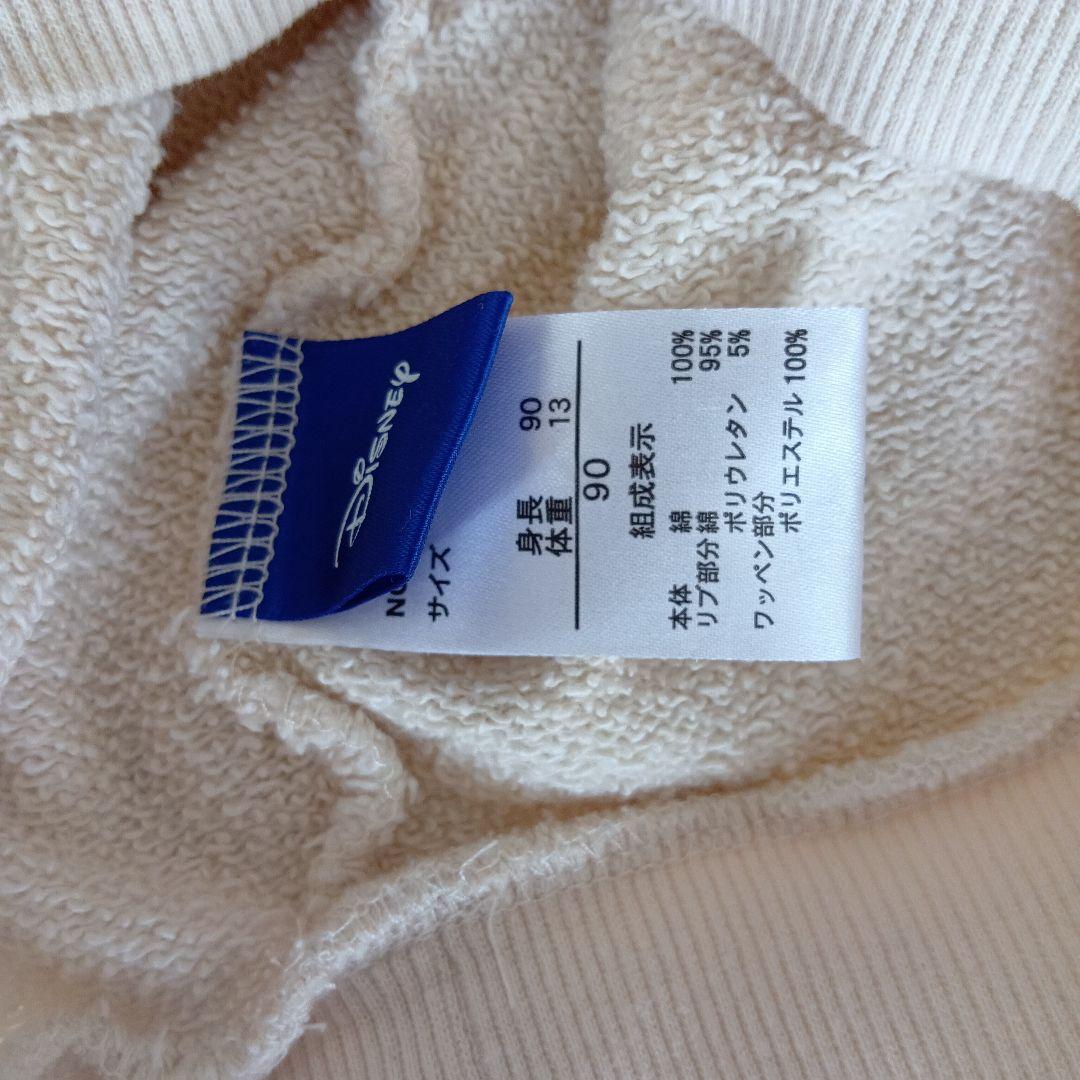 Disney
サイズ
身長 90
体重 13
90
組成表示
本体 綿 100%
リブ部分 綿 95%
ポリウレタン 5%
ワッペン部分
ポリエステル 100%